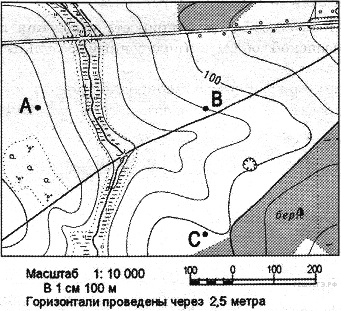 100
A
B
C
бер.
Масштаб 1: 10 000
В 1 см 100 м
100 0 100 200
Горизонтали проведены через 2,5 метра